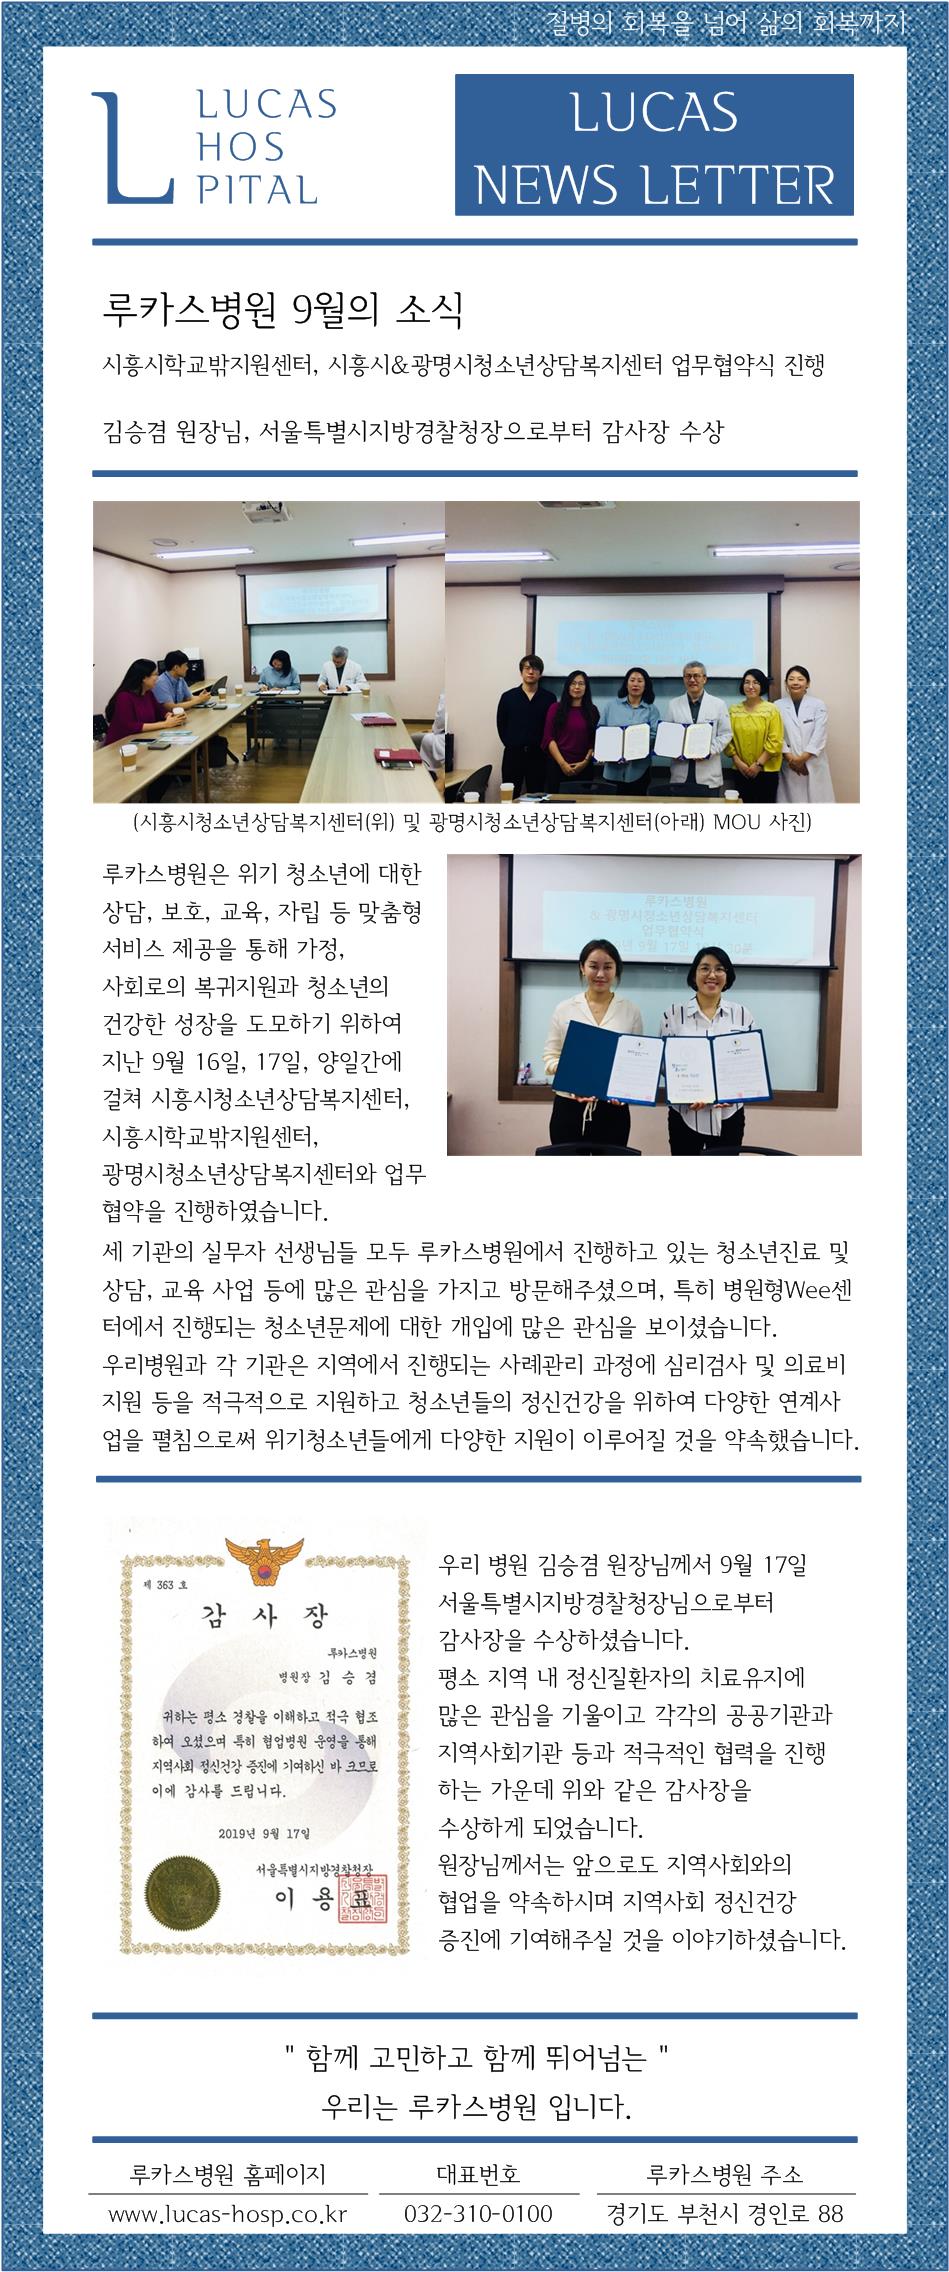 질병의 회복을 넘어 삶의 회복까지
LUCAS
HOS
PITAL
LUCAS
NEWS LETTER
루카스병원 9월의 소식
시흥시학교밖지원센터, 시흥시&광명시청소년상담복지센터 업무협약식 진행
김승겸 원장님, 서울특별시지방경찰청장으로부터 감사장 수상
(시흥시청소년상담복지센터(위) 및 광명시청소년상담복지센터(아래) MOU 사진)
루카스병원은 위기 청소년에 대한
상담, 보호, 교육, 자립 등 맞춤형
서비스 제공을 통해 가정,
사회로의 복귀지원과 청소년의
건강한 성장을 도모하기 위하여
지난 9월 16일, 17일, 양일간에
걸쳐 시흥시청소년상담복지센터,
시흥시학교밖지원센터,
광명시청소년상담복지센터와 업무
협약을 진행하였습니다.
루카스병원
& 광명시청소년상담복지센터
업무협약식
년 9월 17일
세 기관의 실무자 선생님들 모두 루카스병원에서 진행하고 있는 청소년진료 및
상담, 교육 사업 등에 많은 관심을 가지고 방문해주셨으며, 특히 병원형Wee센
터에서 진행되는 청소년문제에 대한 개입에 많은 관심을 보이셨습니다.
우리병원과 각 기관은 지역에서 진행되는 사례관리 과정에 심리검사 및 의료비
지원 등을 적극적으로 지원하고 청소년들의 정신건강을 위하여 다양한 연계사
업을 펼침으로써 위기청소년들에게 다양한 지원이 이루어질 것을 약속했습니다.
제 363 호
감 사 장
루카스병원
병원장 김 승 겸
귀하는 평소 경찰을 이해하고 적극 협조
하여 오셨으며 특히 협업병원 운영을 통해
지역사회 정신건강 증진에 기여하신 바 크므로
이에 감사를 드립니다.
2019년 9월 17일
서울특별시지방경찰청장
이 용 표
우리 병원 김승겸 원장님께서 9월 17일
서울특별시지방경찰청장님으로부터
감사장을 수상하셨습니다.
평소 지역 내 정신질환자의 치료유지에
많은 관심을 기울이고 각각의 공공기관과
지역사회기관 등과 적극적인 협력을 진행
하는 가운데 위와 같은 감사장을
수상하게 되었습니다.
원장님께서는 앞으로도 지역사회와의
협업을 약속하시며 지역사회 정신건강
증진에 기여해주실 것을 이야기하셨습니다.
" 함께 고민하고 함께 뛰어넘는 "
우리는 루카스병원 입니다.
루카스병원 홈페이지
www.lucas-hosp.co.kr
대표번호
032-310-0100
루카스병원 주소
경기도 부천시 경인로 88